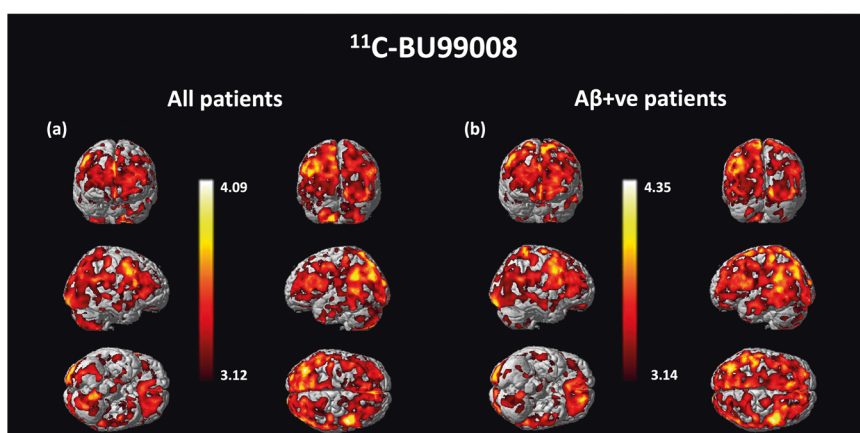 ¹¹C-BU99008
All patients
Aβ+ve patients
(a)
(b)
4.09
3.12
4.35
3.14